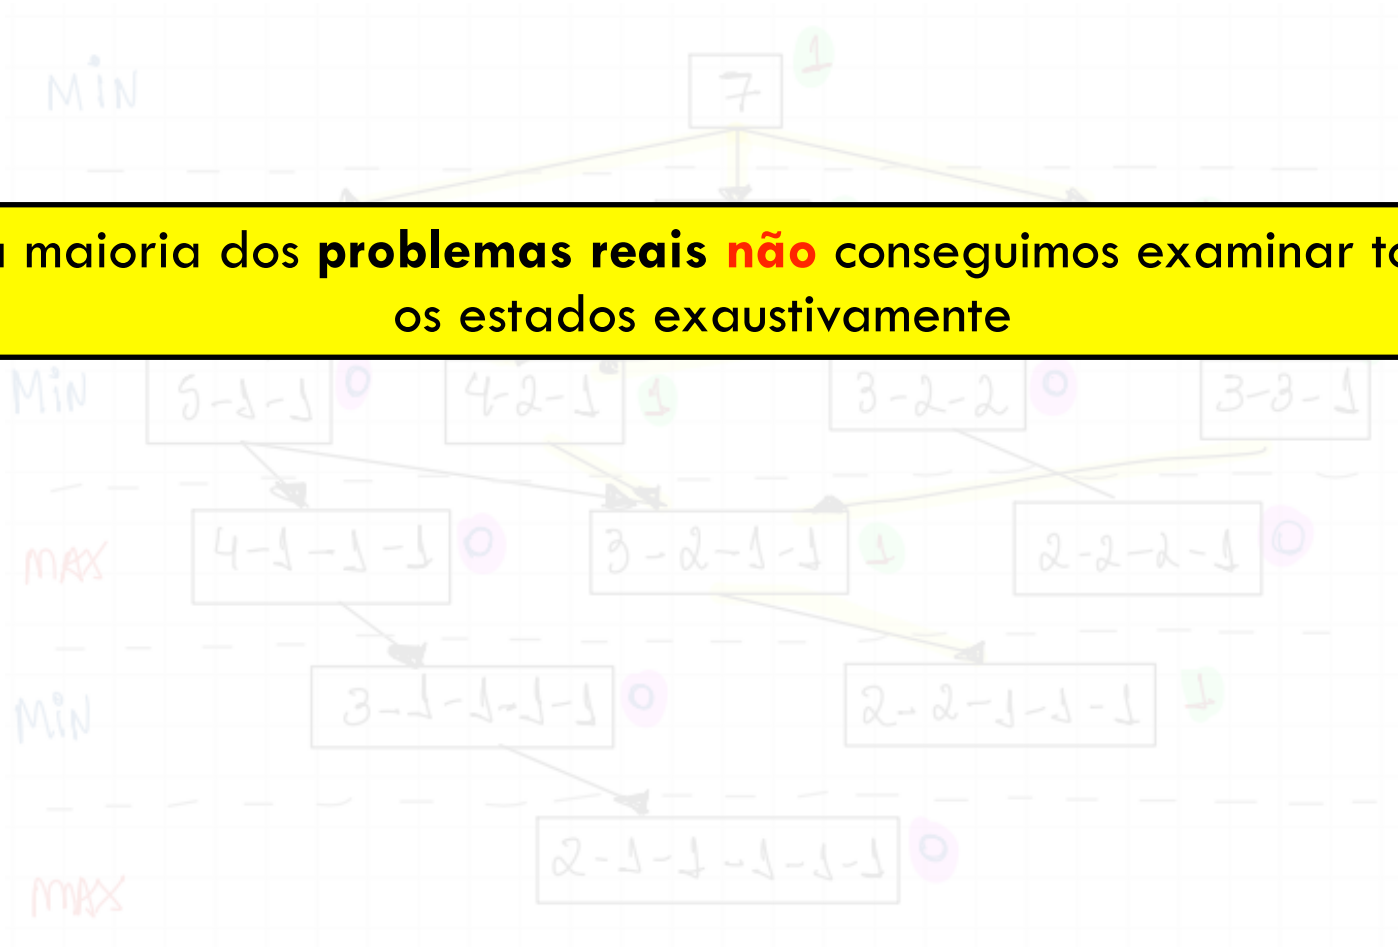 MIN
7 1
maioria dos problemas reais não conseguimos examinar
os estados exaustivamente
MIN 5-1-1 0 4-2-1 1 3-2-2 0 3-3-1
MAX 4-1-1-1 0 3-2-1-1 1 2-2-2-1 0
MIN 3-1-1-1-1 0 2-2-1-1-1 1
2-1-1-1-1-1 0
MAX